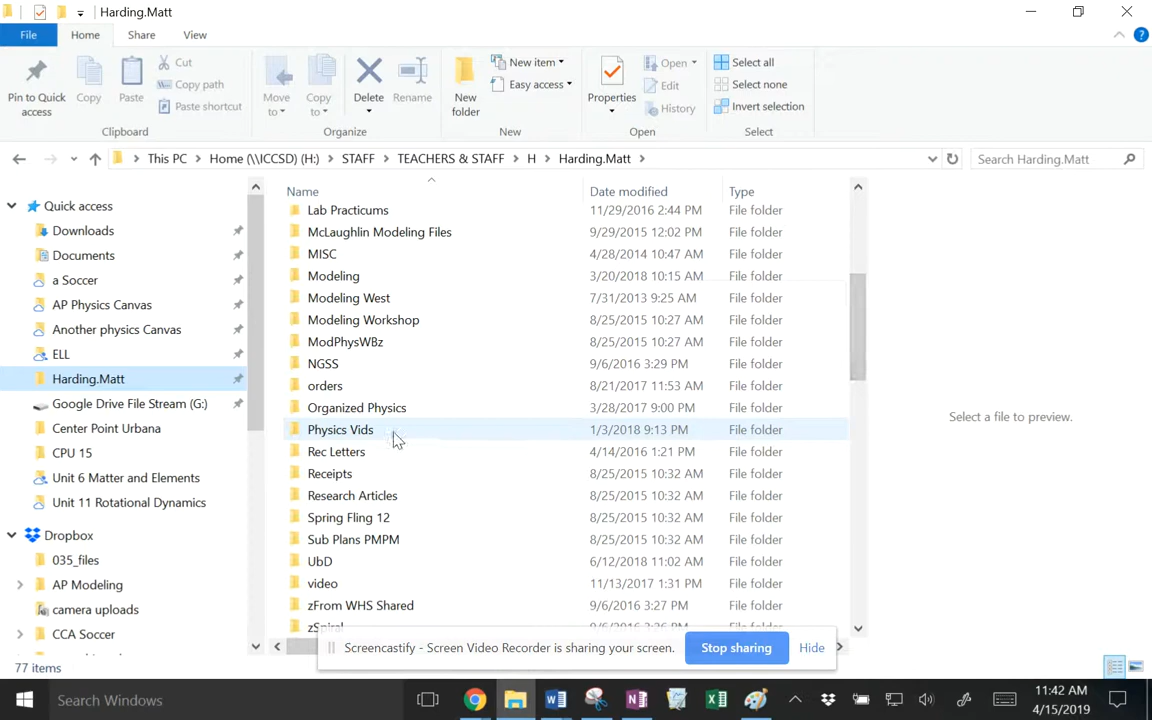 Harding.Matt
File Home Share View
Pin to Quick access
Copy
Paste
Cut
Copy path
Paste shortcut
Clipboard
Move to
Copy to
Delete
Rename
Organize
New folder
New item
Easy access
New
Properties
Open
Edit
History
Open
Select all
Select none
Invert selection
Select
This PC > Home (\\ICCSD) (H:) > STAFF > TEACHERS & STAFF > H > Harding.Matt >
Search Harding.Matt
Quick access
Downloads
Documents
a Soccer
AP Physics Canvas
Another physics Canvas
ELL
Harding.Matt
Google Drive File Stream (G:)
Center Point Urbana
CPU 15
Unit 6 Matter and Elements
Unit 11 Rotational Dynamics
Dropbox
035_files
AP Modeling
camera uploads
CCA Soccer
Name Date modified Type
Lab Practicums 11/29/2016 2:44 PM File folder
McLaughlin Modeling Files 9/29/2015 12:02 PM File folder
MISC 4/28/2014 10:47 AM File folder
Modeling 3/20/2018 10:15 AM File folder
Modeling West 7/31/2013 9:25 AM File folder
Modeling Workshop 8/25/2015 10:27 AM File folder
ModPhysWBz 8/25/2015 10:27 AM File folder
NGSS 9/6/2016 3:29 PM File folder
orders 8/21/2017 11:53 AM File folder
Organized Physics 3/28/2017 9:00 PM File folder
Physics Vids 1/3/2018 9:13 PM File folder
Rec Letters 4/14/2016 1:21 PM File folder
Receipts 8/25/2015 10:32 AM File folder
Research Articles 8/25/2015 10:32 AM File folder
Spring Fling 12 8/25/2015 10:32 AM File folder
Sub Plans PMPM 8/25/2015 10:32 AM File folder
UbD 6/12/2018 11:02 AM File folder
video 11/13/2017 1:31 PM File folder
zFrom WHS Shared 9/6/2016 3:27 PM File folder
Select a file to preview.
Screencastify - Screen Video Recorder is sharing your screen. Stop sharing Hide
77 items
Search Windows
11:42 AM
4/15/2019